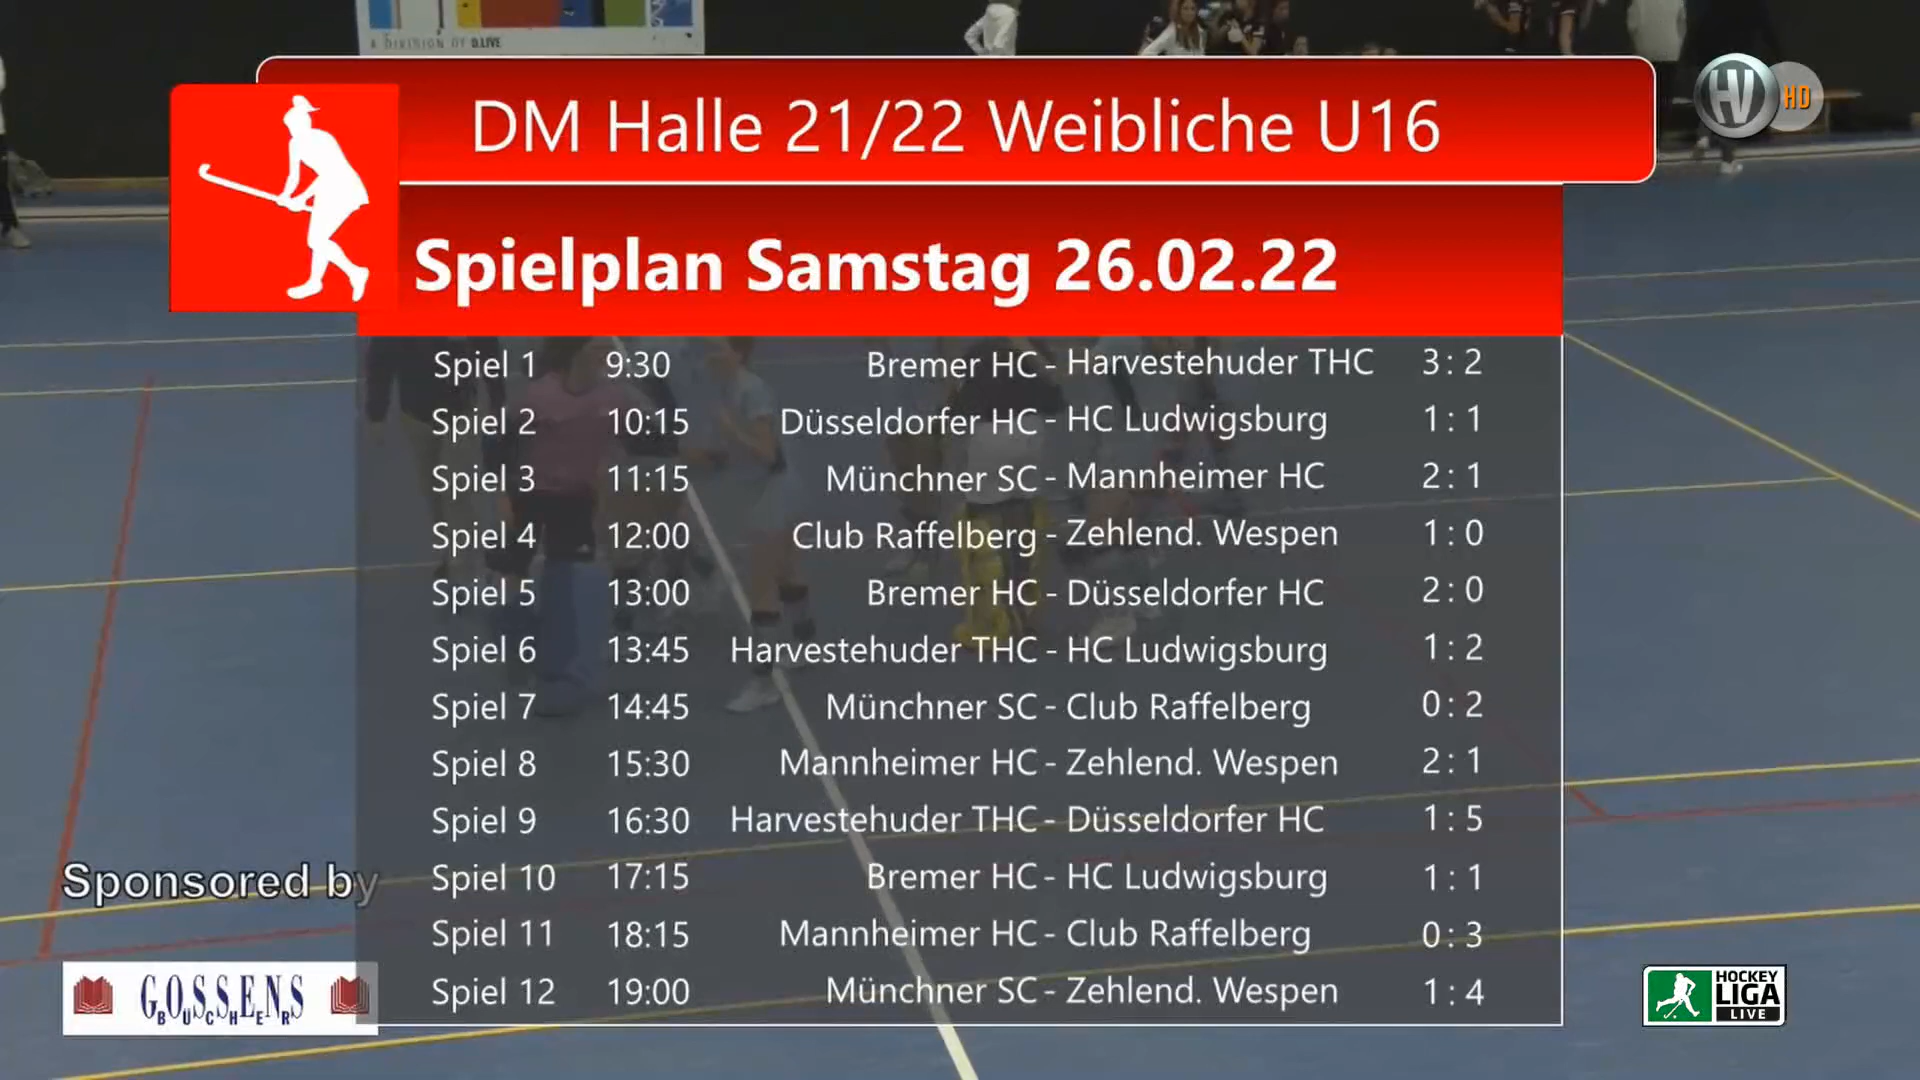 A DIVISION OF D.LIVE
DM Halle 21/22 Weibliche U16
HV HD
Spielplan Samstag 26.02.22
Spiel 1 9:30 Bremer HC - Harvestehuder THC 3 : 2
Spiel 2 10:15 Düsseldorfer HC - HC Ludwigsburg 1 : 1
Spiel 3 11:15 Münchner SC - Mannheimer HC 2 : 1
Spiel 4 12:00 Club Raffelberg - Zehlend. Wespen 1 : 0
Spiel 5 13:00 Bremer HC - Düsseldorfer HC 2 : 0
Spiel 6 13:45 Harvestehuder THC - HC Ludwigsburg 1 : 2
Spiel 7 14:45 Münchner SC - Club Raffelberg 0 : 2
Spiel 8 15:30 Mannheimer HC - Zehlend. Wespen 2 : 1
Spiel 9 16:30 Harvestehuder THC - Düsseldorfer HC 1 : 5
Spiel 10 17:15 Bremer HC - HC Ludwigsburg 1 : 1
Spiel 11 18:15 Mannheimer HC - Club Raffelberg 0 : 3
Spiel 12 19:00 Münchner SC - Zehlend. Wespen 1 : 4
Sponsored by
GOSSENS
BUCHER
HOCKEY
LIGA
LIVE